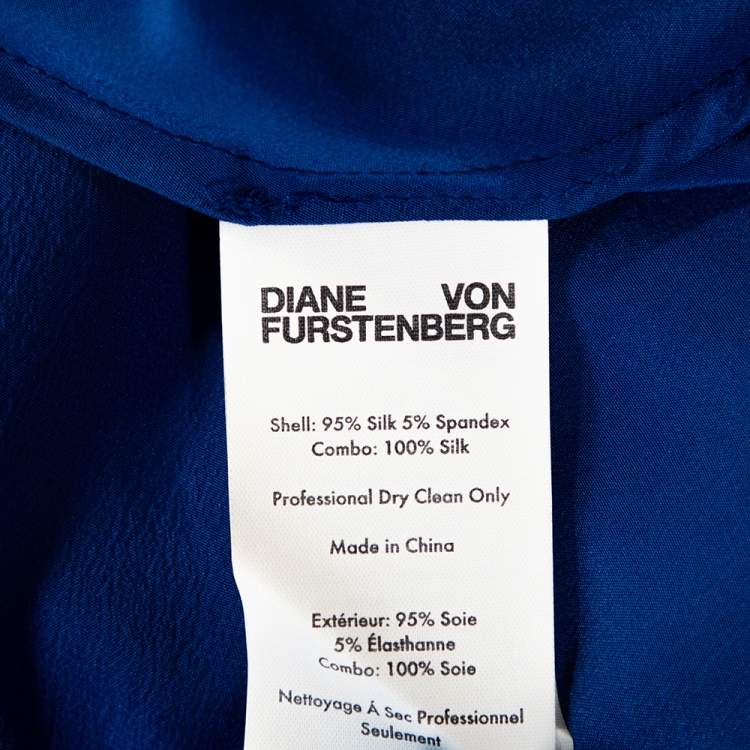 DIANE VON
FURSTENBERG
Shell: 95% Silk 5% Spandex
Combo: 100% Silk
Professional Dry Clean Only
Made in China
Extérieur: 95% Soie
5% Élasthanne
Combo: 100% Soie
Nettoyage Á Sec Professionnel
Seulement